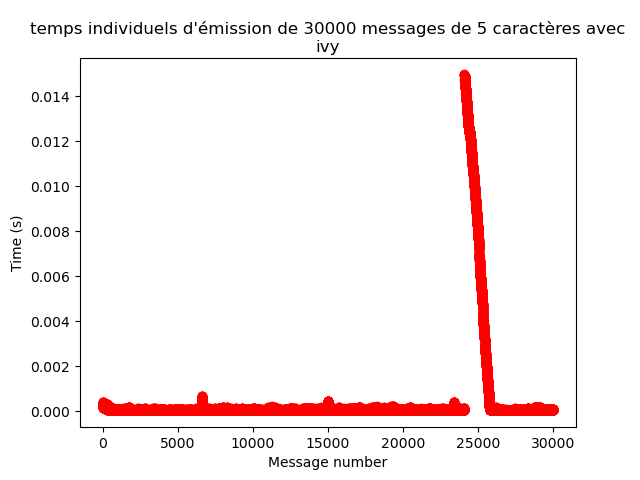 temps individuels d'émission de 30000 messages de 5 caractères avec
ivy
0.014
0.012
0.010
0.008
0.006
0.004
0.002
0.000
Time (s)
0 5000 10000 15000 20000 25000 30000
Message number